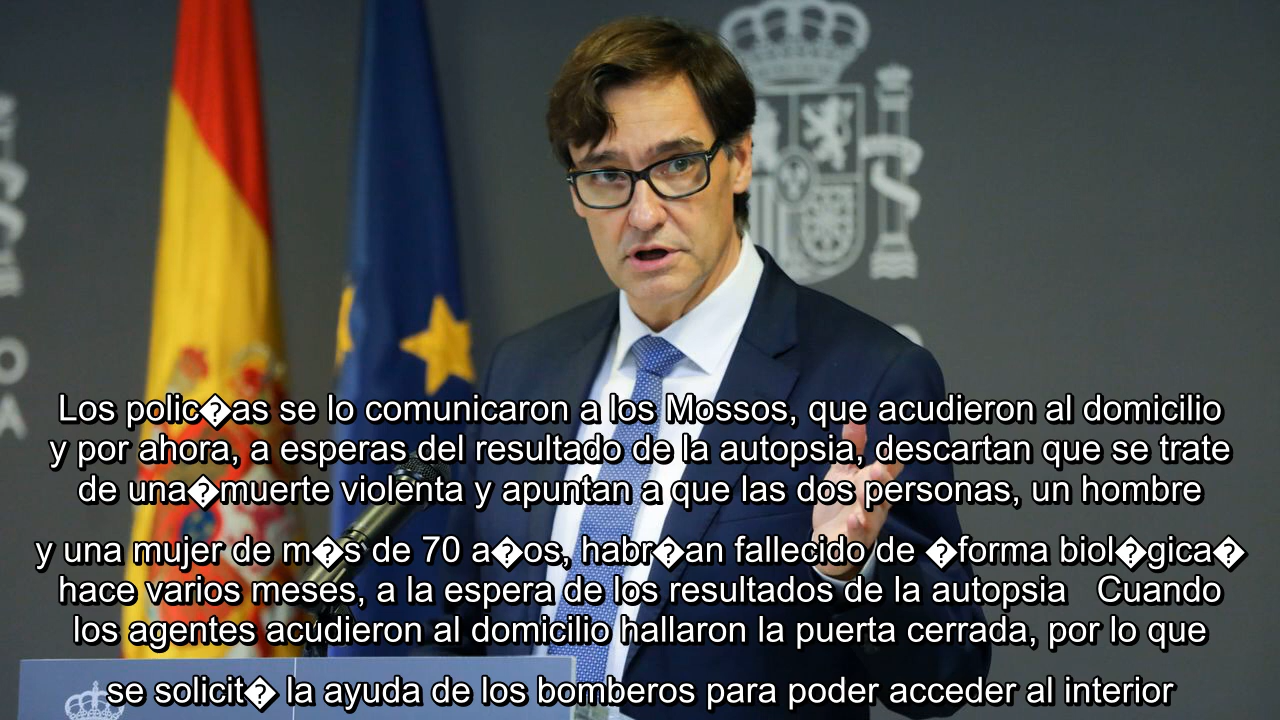 Los polic�as se lo comunicaron a los Mossos, que acudieron al domicilio
y por ahora, a esperas del resultado de la autopsia, descartan que se trate
de una�muerte violenta y apuntan a que las dos personas, un hombre
y una mujer de m�s de 70 a�os, habr�an fallecido de �forma biol�gica�
hace varios meses, a la espera de los resultados de la autopsia   Cuando
los agentes acudieron al domicilio hallaron la puerta cerrada, por lo que
se solicit� la ayuda de los bomberos para poder acceder al interior
O
A